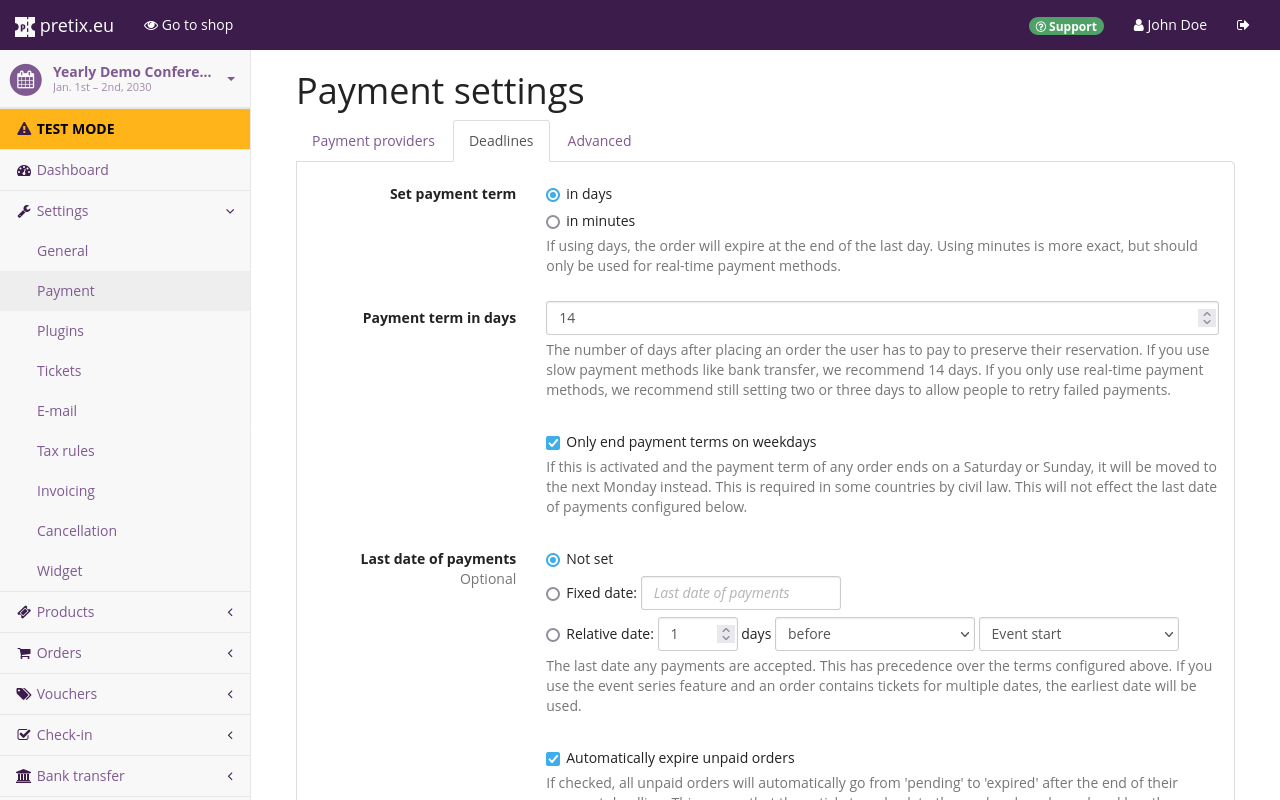 pretix.eu
Go to shop
Support
John Doe
Yearly Demo Confere...
Jan. 1st – 2nd, 2030
TEST MODE
Dashboard
Settings
General
Payment
Plugins
Tickets
E-mail
Tax rules
Invoicing
Cancellation
Widget
Products
Orders
Vouchers
Check-in
Bank transfer
Payment settings
Payment providers
Deadlines
Advanced
Set payment term
in days
in minutes
If using days, the order will expire at the end of the last day. Using minutes is more exact, but should
only be used for real-time payment methods.
Payment term in days
14
The number of days after placing an order the user has to pay to preserve their reservation. If you use
slow payment methods like bank transfer, we recommend 14 days. If you only use real-time payment
methods, we recommend still setting two or three days to allow people to retry failed payments.
Only end payment terms on weekdays
If this is activated and the payment term of any order ends on a Saturday or Sunday, it will be moved to
the next Monday instead. This is required in some countries by civil law. This will not effect the last date
of payments configured below.
Last date of payments
Optional
Not set
Fixed date: Last date of payments
Relative date: 1 days before Event start
The last date any payments are accepted. This has precedence over the terms configured above. If you
use the event series feature and an order contains tickets for multiple dates, the earliest date will be
used.
Automatically expire unpaid orders
If checked, all unpaid orders will automatically go from 'pending' to 'expired' after the end of their